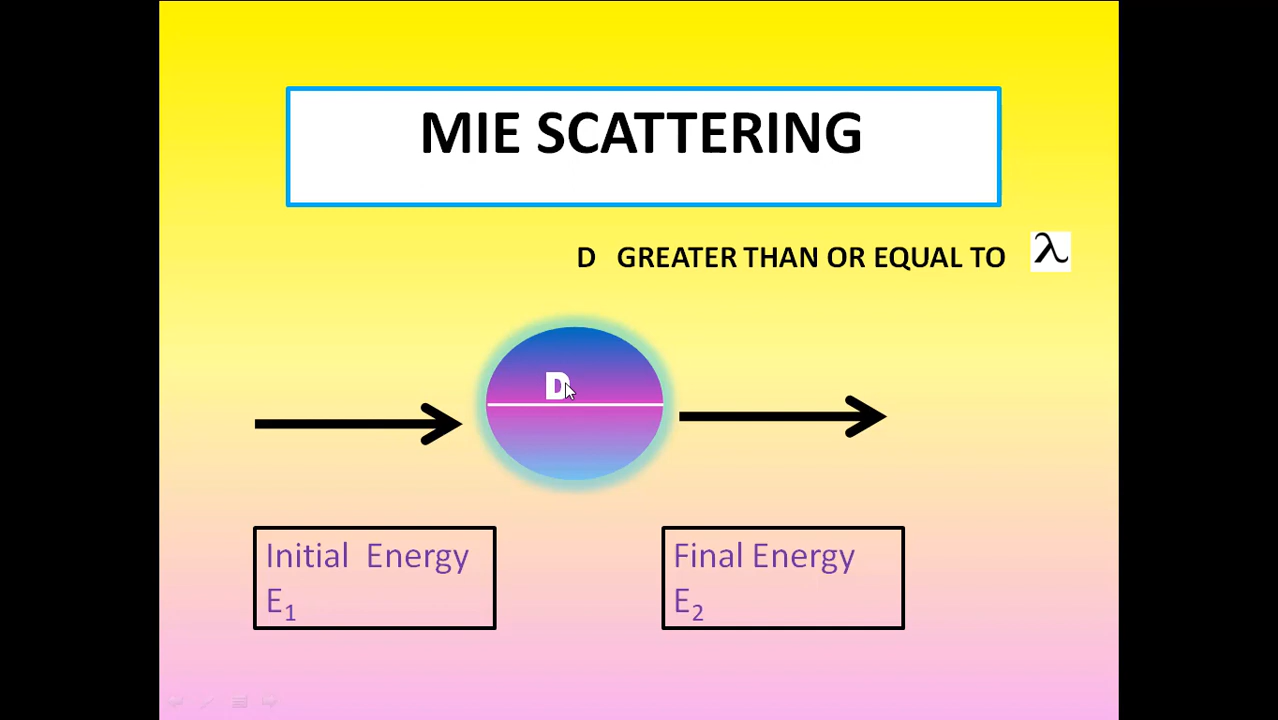 MIE SCATTERING
D GREATER THAN OR EQUAL TO λ
D
Initial Energy
E₁
Final Energy
E₂